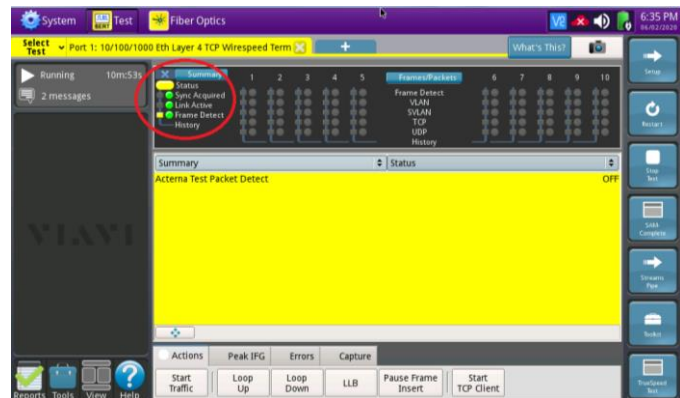 System Test Fiber Optics 6:35 PM
06/02/2020
Select Test Port 1: 10/100/1000 Eth Layer 4 TCP Wirespeed Term + What's This?
Running 10m:53s
2 messages
Summary 1 2 3 4 5 Frames/Packets 6 7 8 9 10
Status
Sync Acquired Frame Detect
Link Active VLAN
Frame Detect SVLAN
History TCP
UDP
History
Summary Status
Acterna Test Packet Detect OFF
VIAVI
Setup
Restart
Stop Test
SAM-Complete
Streams Pipe
Toolkit
TrueSpeed Test
Actions Peak IFG Errors Capture
Start Traffic Loop Up Loop Down LLB Pause Frame Insert Start TCP Client
Reports Tools View Help